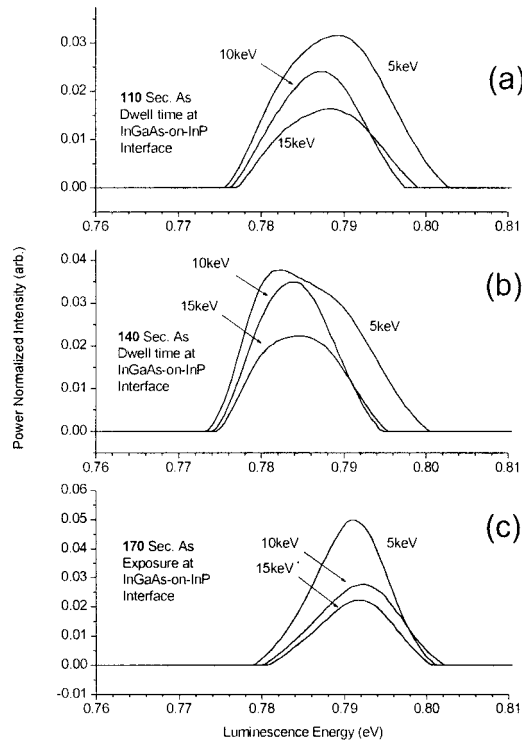 Power Normalized Intensity (arb.)
0.03
0.02
0.01
0.00
110 Sec. As
Dwell time at
InGaAs-on-InP
Interface
10keV
5keV
15keV
(a)
0.76 0.77 0.78 0.79 0.80 0.81
0.04
0.03
0.02
0.01
0.00
140 Sec. As
Dwell time at
InGaAs-on-InP
Interface
10keV
15keV
5keV
(b)
0.76 0.77 0.78 0.79 0.80 0.81
0.06
0.05
0.04
0.03
0.02
0.01
0.00
-0.01
170 Sec. As
Exposure at
InGaAs-on-InP
Interface
10keV
15keV
5keV
(c)
0.76 0.77 0.78 0.79 0.80 0.81
Luminescence Energy (eV)